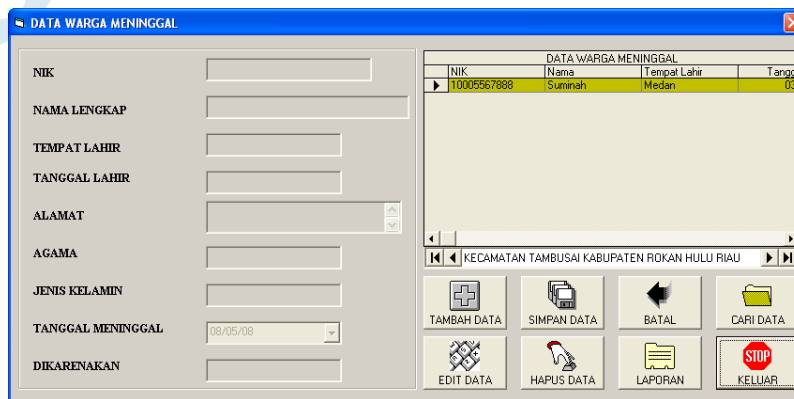 DATA WARGA MENINGGAL
NIK
NAMA LENGKAP
TEMPAT LAHIR
TANGGAL LAHIR
ALAMAT
AGAMA
JENIS KELAMIN
TANGGAL MENINGGAL 08/05/08
DIKARENAKAN
DATA WARGA MENINGGAL
NIK Nama Tempat Lahir Tangg
10005567888 Suminah Medan 03
KECAMATAN TAMBUSAI KABUPATEN ROKAN HULU RIAU
TAMBAH DATA SIMPAN DATA BATAL CARI DATA
STOP
EDIT DATA HAPUS DATA LAPORAN KELUAR